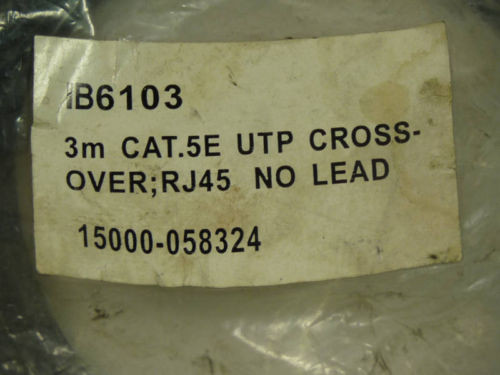 IB6103
3m CAT.5E UTP CROSS-
OVER;RJ45 NO LEAD
15000-058324